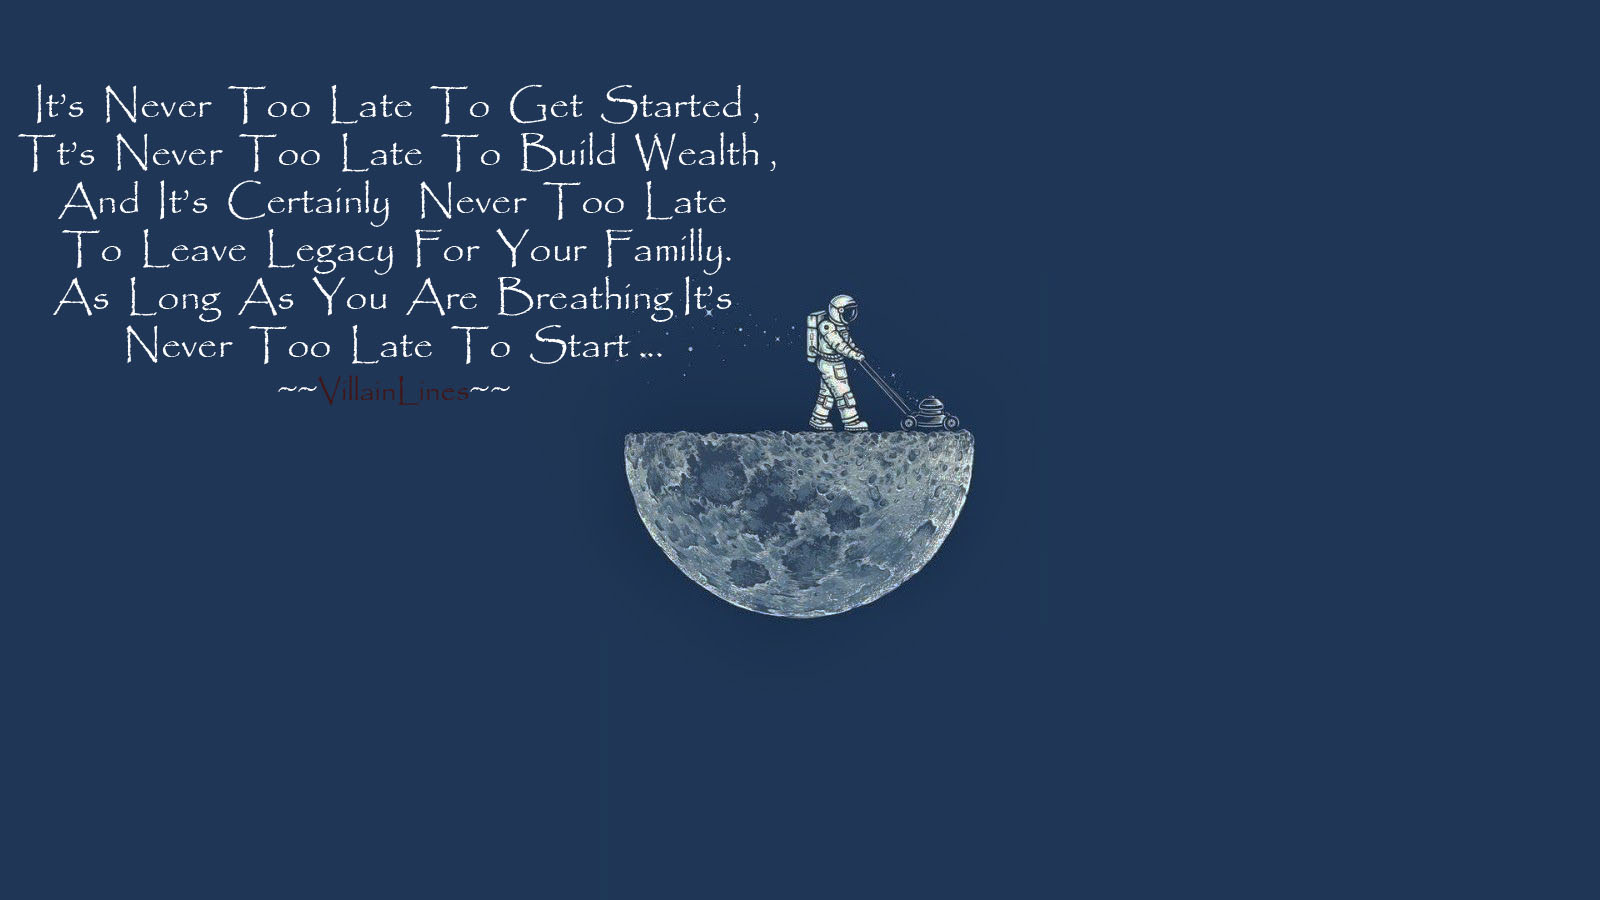 It's Never Too Late To Get Started ,
Tt's Never Too Late To Build Wealth ,
And It's Certainly Never Too Late
To Leave Legacy For Your Familly.
As Long As You Are Breathing It's
Never Too Late To Start ...
~~VillainLines~~